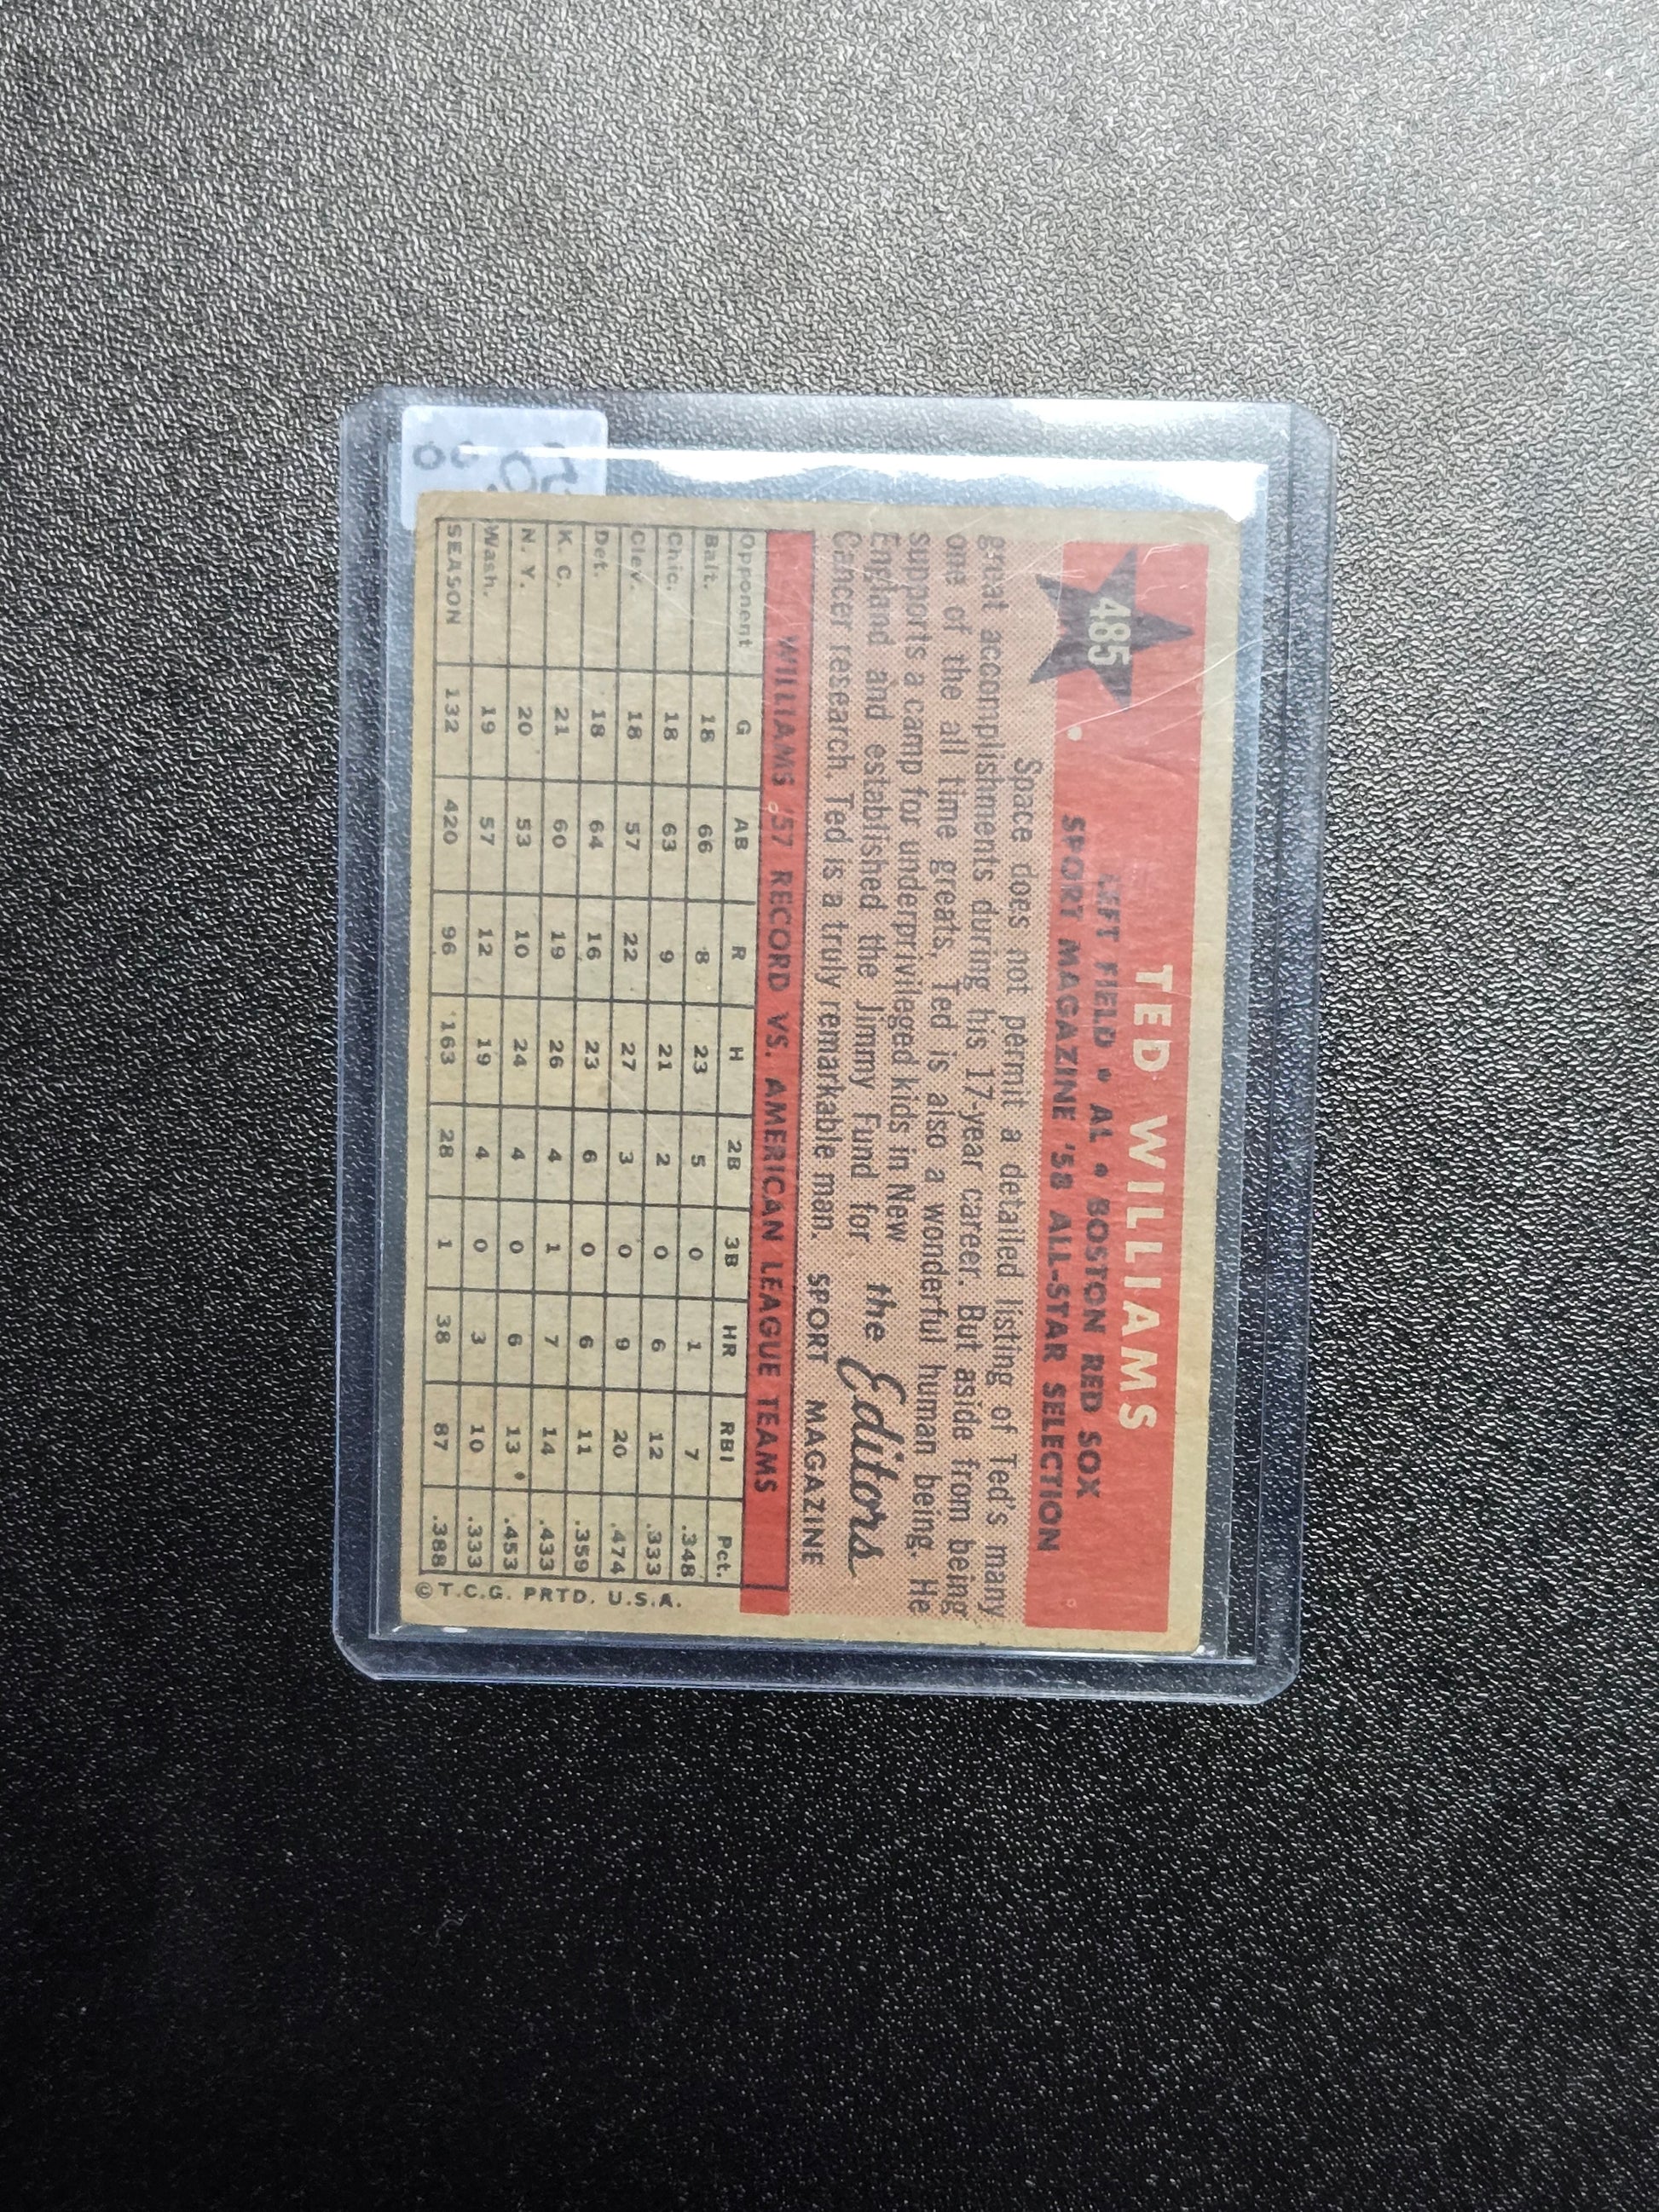 485
TED WILLIAMS
LEFT FIELD • AL • BOSTON RED SOX
SPORT MAGAZINE '58 ALL-STAR SELECTION
Space does not permit a detailed listing of Ted's many
great accomplishments during his 17-year career. But aside from being
one of the all time greats, Ted is also a wonderful human being. He
supports a camp for underprivileged kids in New
England and established the Jimmy Fund for
Cancer research. Ted is a truly remarkable man.
the Editors
SPORT MAGAZINE
WILLIAMS '57 RECORD VS. AMERICAN LEAGUE TEAMS
Opponent G AB R H 2B 3B HR RBI Pct.
Balt. 18 66 8 23 5 0 1 7 .348
Chic. 18 63 9 21 2 0 6 12 .333
Clev. 18 57 22 27 3 0 9 20 .474
Det. 18 64 16 23 6 0 6 11 .359
K. C. 21 60 19 26 4 1 7 14 .433
N. Y. 20 53 10 24 4 0 6 13 .453
Wash. 19 57 12 19 4 0 3 10 .333
SEASON 132 420 96 163 28 1 38 87 .388
© T.C.G. PRTD. U.S.A.